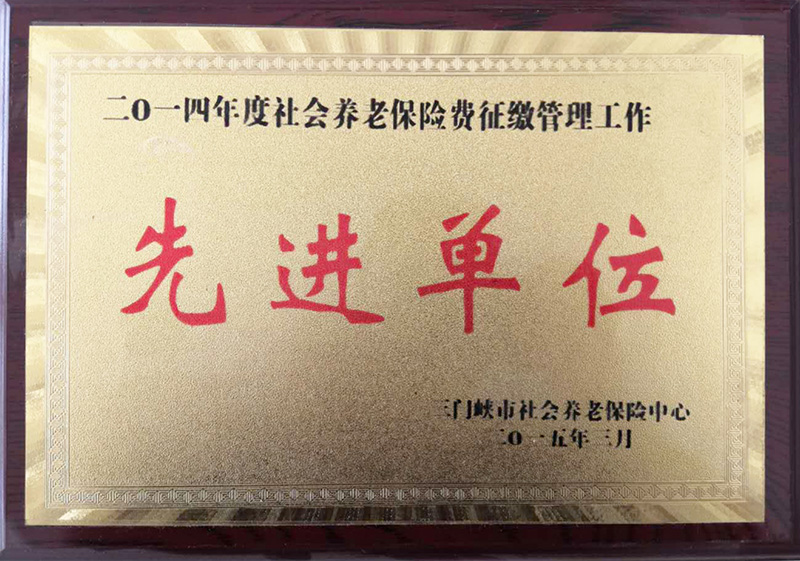 二〇一四年度社会养老保险费征缴管理工作
先进单位
三门峡市社会养老保险中心
二〇一五年三月